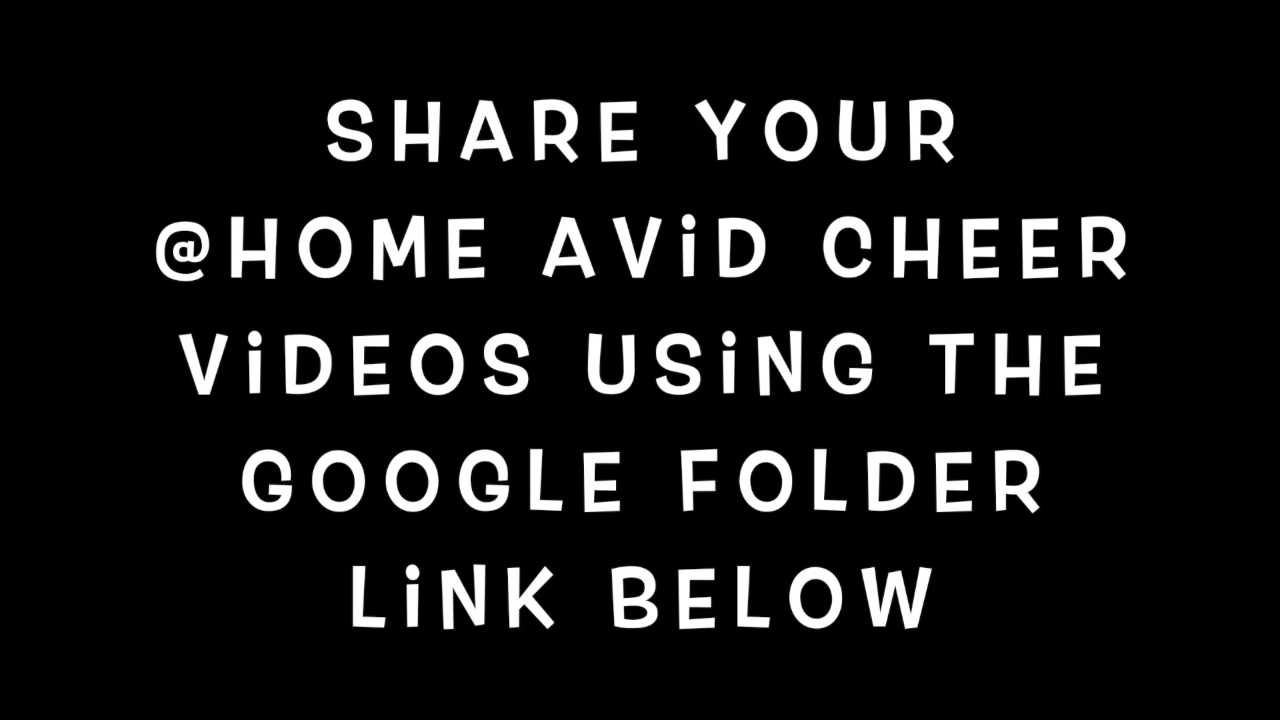 SHARE YOUR
@HOME AViD CHEER
ViDEOS USiNG THE
GOOGLE FOLDER
LiNK BELOW